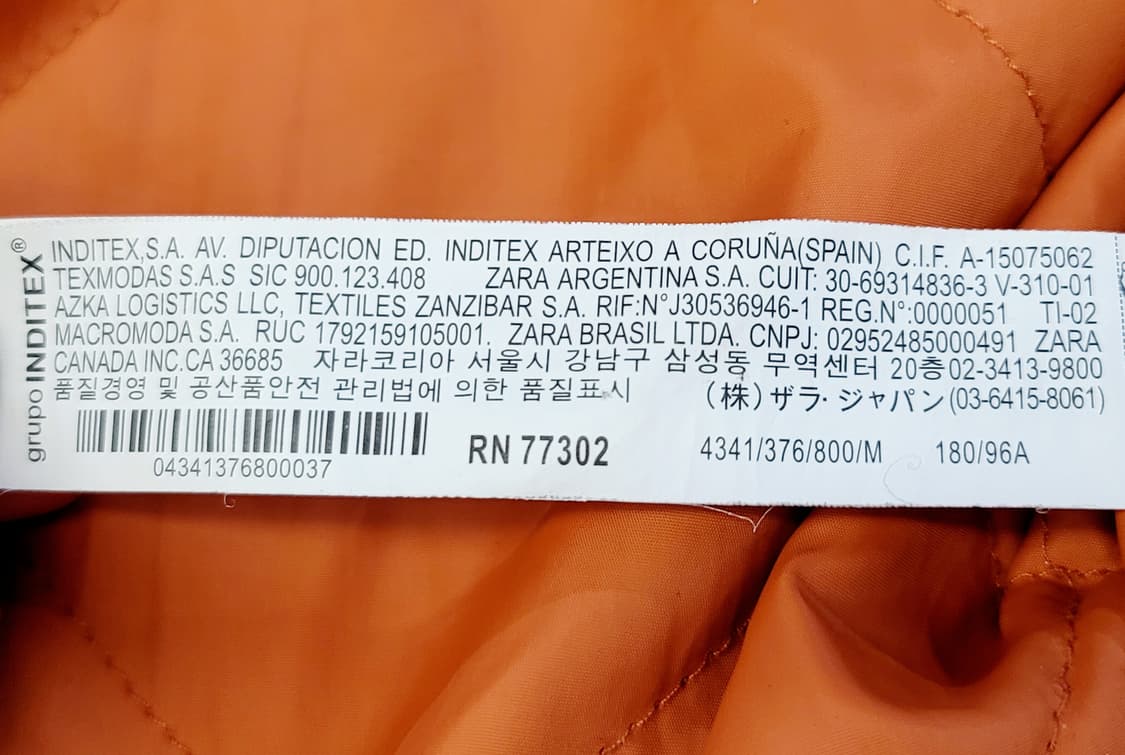 grupo INDITEX®
INDITEX,S.A. AV. DIPUTACION ED. INDITEX ARTEIXO A CORUÑA(SPAIN) C.I.F. A-15075062
TEXMODAS S.A.S SIC 900.123.408 ZARA ARGENTINA S.A. CUIT: 30-69314836-3 V-310-01
AZKA LOGISTICS LLC, TEXTILES ZANZIBAR S.A. RIF:N°J30536946-1 REG.N°:0000051 TI-02
MACROMODA S.A. RUC 1792159105001. ZARA BRASIL LTDA. CNPJ: 02952485000491 ZARA
CANADA INC.CA 36685 자라코리아 서울시 강남구 삼성동 무역센터 20층02-3413-9800
품질경영 및 공산품안전 관리법에 의한 품질표시 (株)ザラ・ジャパン(03-6415-8061)
04341376800037 RN 77302 4341/376/800/M 180/96A